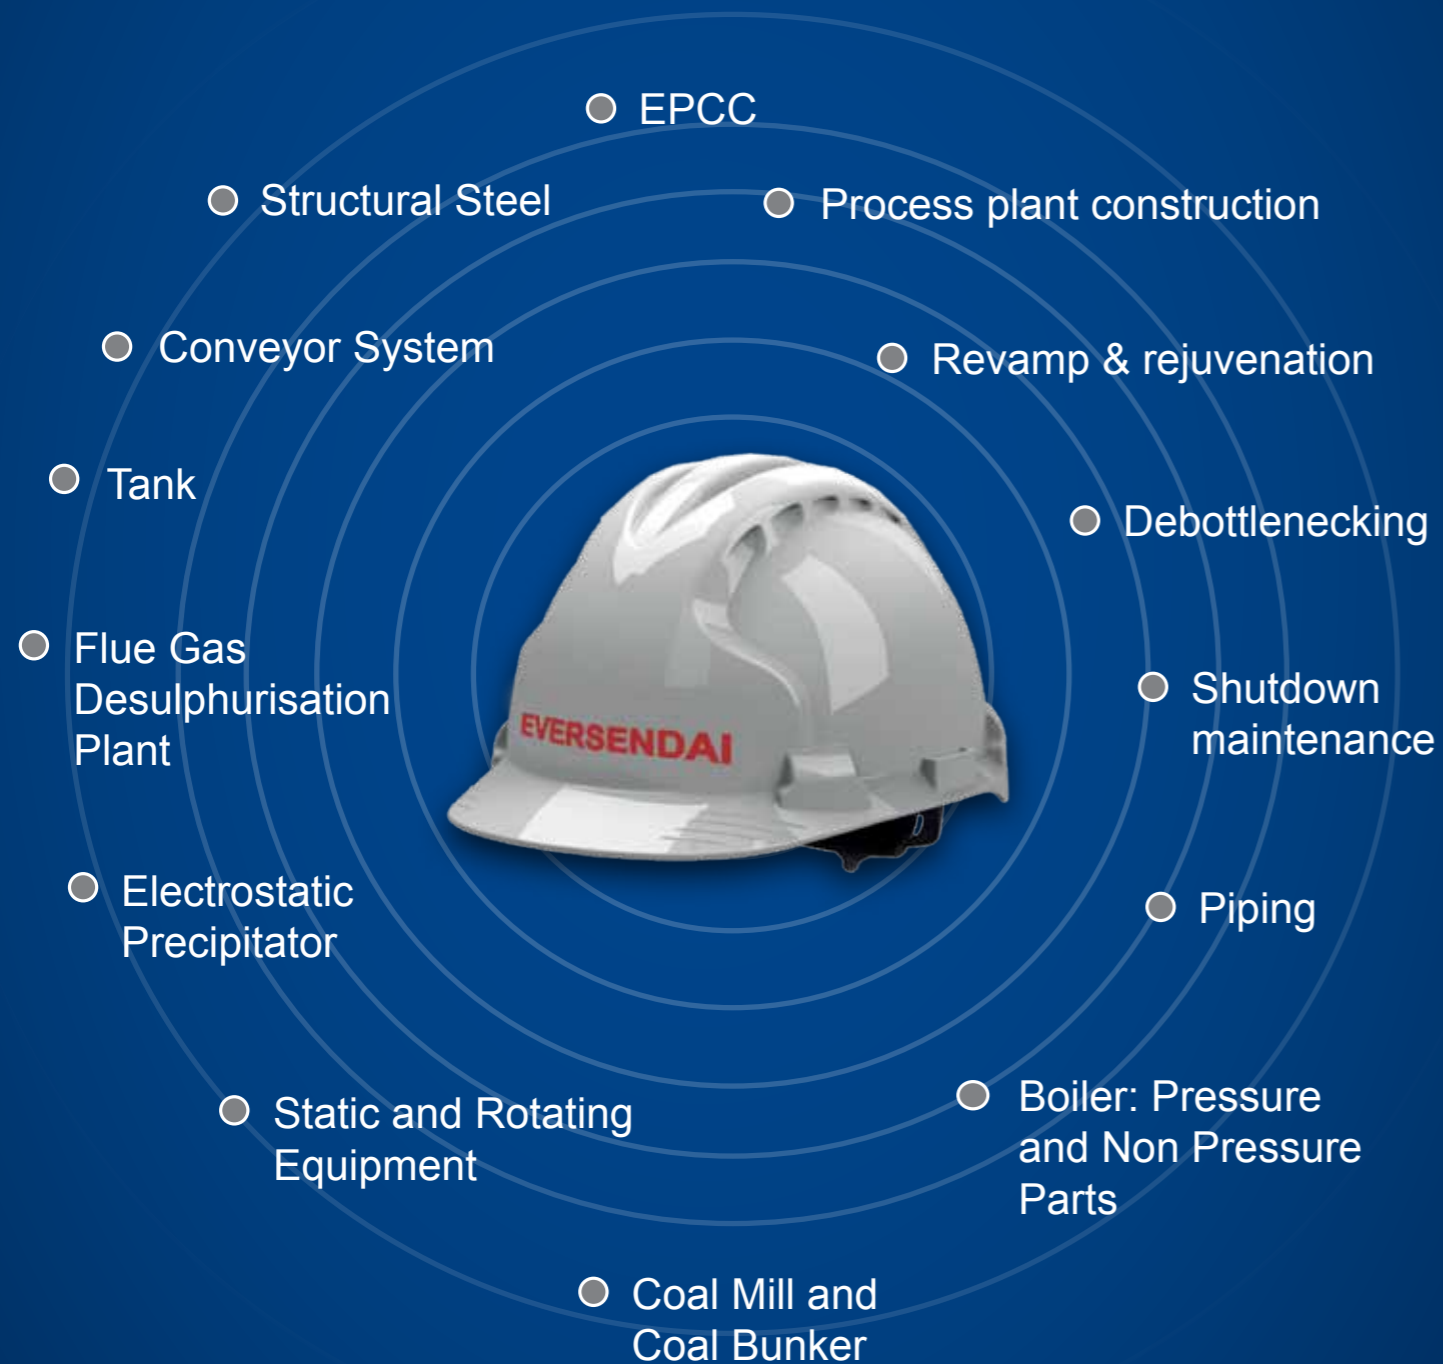 EPCC
Structural Steel
Process plant construction
Conveyor System
Revamp & rejuvenation
Tank
Debottlenecking
Flue Gas
Desulphurisation
Plant
Shutdown
maintenance
EVERSENDAI
Electrostatic
Precipitator
Piping
Static and Rotating
Equipment
Boiler: Pressure
and Non Pressure
Parts
Coal Mill and
Coal Bunker